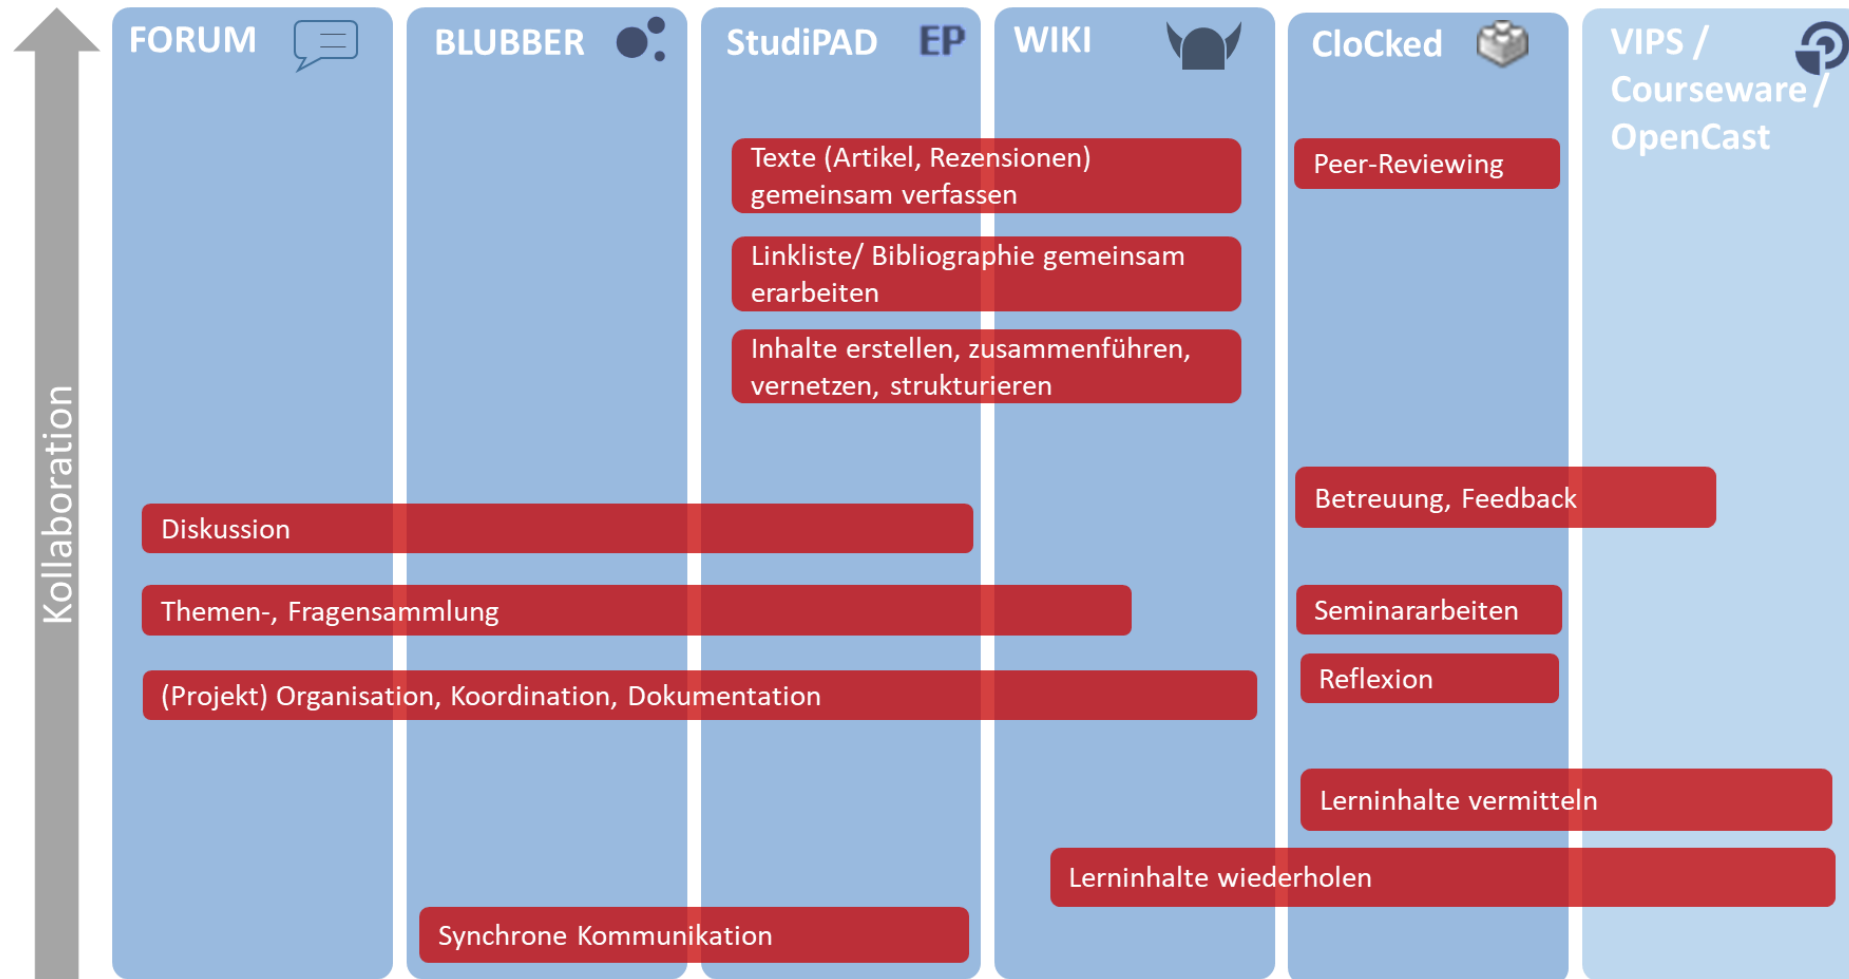 FORUM
BLUBBER
StudiPAD
EP
WIKI
CloCked
VIPS /
Courseware /
OpenCast
Kollaboration
Texte (Artikel, Rezensionen)
gemeinsam verfassen
Peer-Reviewing
Linkliste/ Bibliographie gemeinsam
erarbeiten
Inhalte erstellen, zusammenführen,
vernetzen, strukturieren
Betreuung, Feedback
Diskussion
Themen-, Fragensammlung
Seminararbeiten
Reflexion
(Projekt) Organisation, Koordination, Dokumentation
Lerninhalte vermitteln
Lerninhalte wiederholen
Synchrone Kommunikation